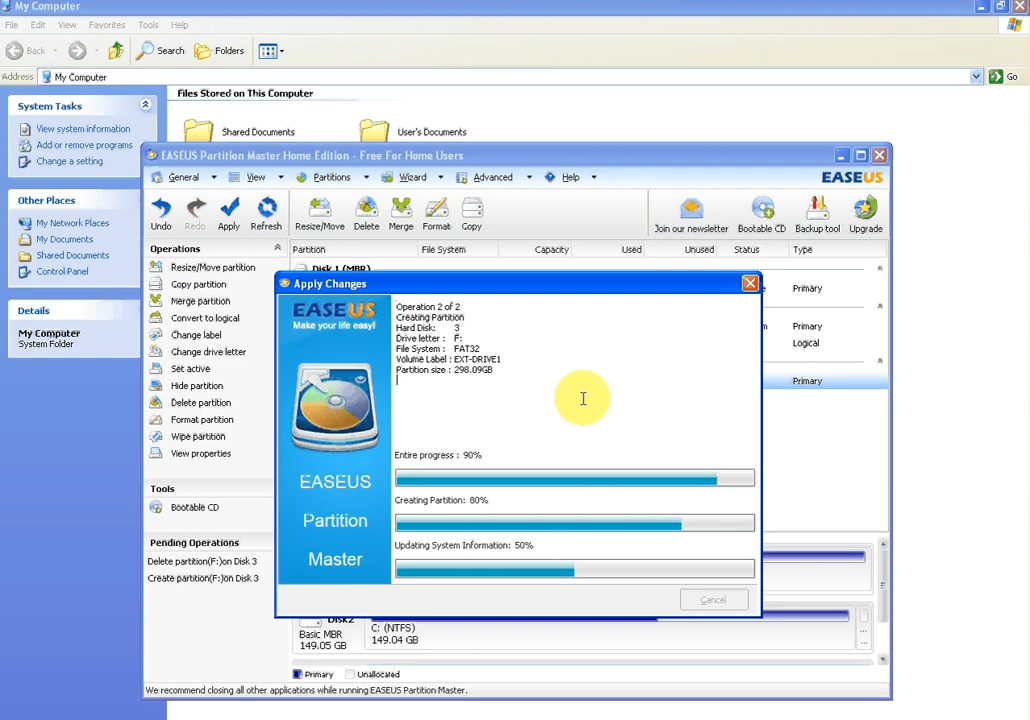 My Computer
File Edit View Favorites Tools Help
Back Search Folders
Address My Computer Go
System Tasks
View system information
Add or remove programs
Change a setting
Other Places
My Network Places
My Documents
Shared Documents
Control Panel
Details
My Computer
System Folder
Files Stored on This Computer
Shared Documents User's Documents
EASEUS Partition Master Home Edition - Free For Home Users
General View Partitions Wizard Advanced Help EASEUS
Undo Redo Apply Refresh Resize/Move Delete Merge Format Copy Join our newsletter Bootable CD Backup tool Upgrade
Operations
Resize/Move partition
Copy partition
Merge partition
Convert to logical
Change label
Change drive letter
Set active
Hide partition
Delete partition
Format partition
Wipe partition
View properties
Tools
Bootable CD
Pending Operations
Delete partition(F:)on Disk 3
Create partition(F:)on Disk 3
Partition File System Capacity Used Unused Status Type
Disk 1 (MBR)
Primary
Primary
Logical
Primary
Apply Changes
EASEUS
Make your life easy!
EASEUS
Partition
Master
Operation 2 of 2
Creating Partition
Hard Disk: 3
Drive letter : F:
File System : FAT32
Volume Label : EXT-DRIVE1
Partition size : 298.09GB
Entire progress : 90%
Creating Partition: 80%
Updating System Information: 50%
Cancel
Disk2
Basic MBR
149.05 GB
C: (NTFS)
149.04 GB
Primary Unallocated
We recommend closing all other applications while running EASEUS Partition Master.